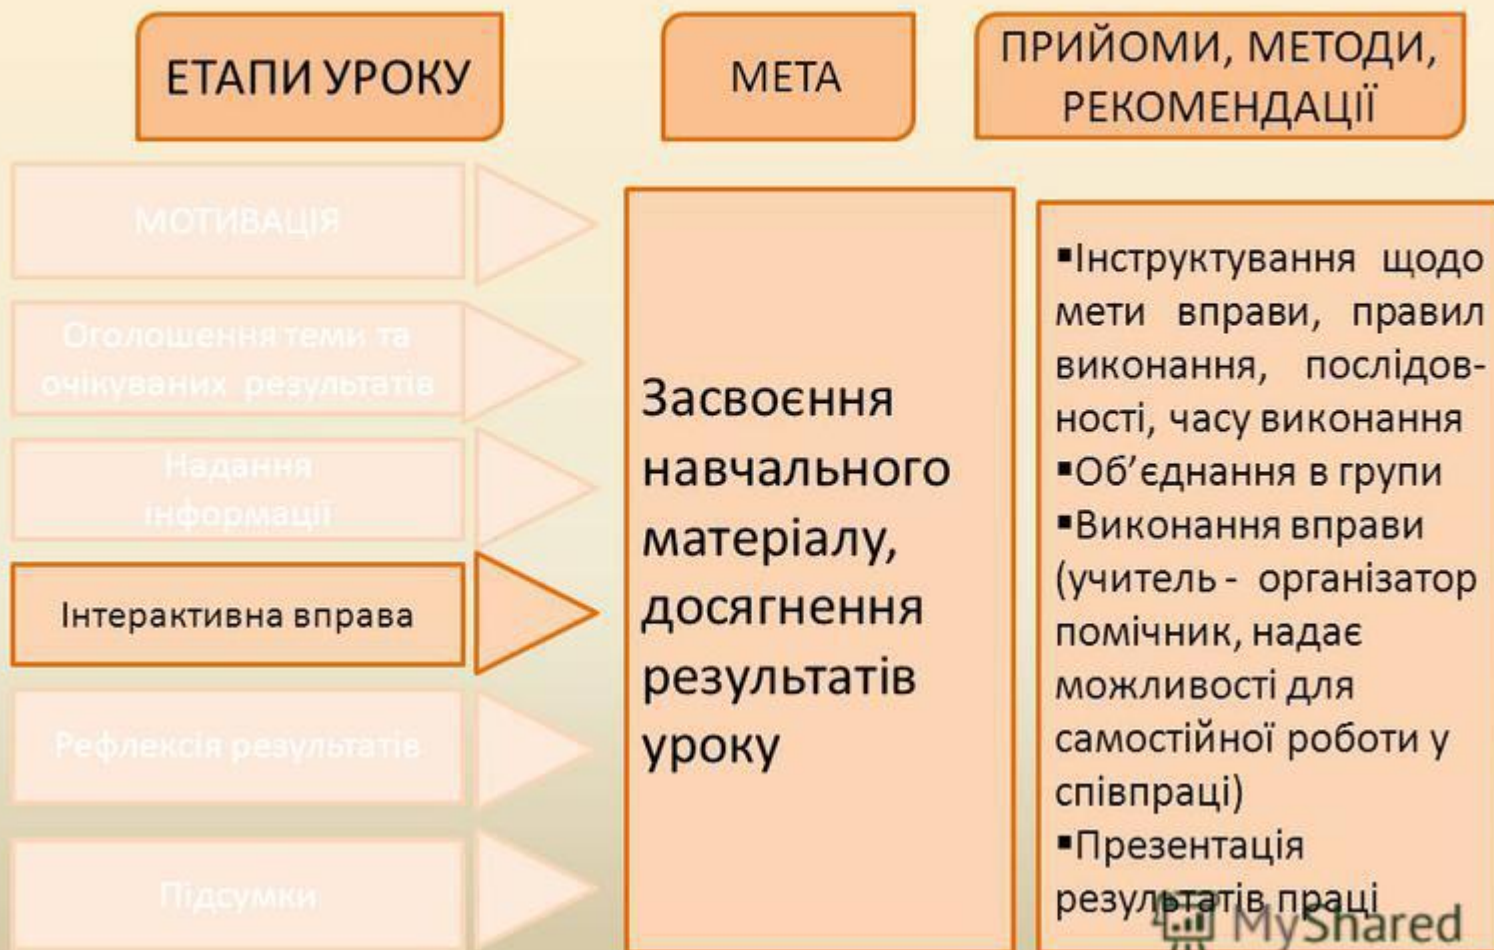 ЕТАПИ УРОКУ
МЕТА
ПРИЙОМИ, МЕТОДИ,
РЕКОМЕНДАЦІЇ
МОТИВАЦІЯ
Оголошення теми та
очікуваних результатів
Надання
інформації
Інтерактивна вправа
Рефлексія результатів
Підсумки
Засвоєння
навчального
матеріалу,
досягнення
результатів
уроку
▪Інструктування щодо
мети вправи, правил
виконання, послідов-
ності, часу виконання
▪Об’єднання в групи
▪Виконання вправи
(учитель - організатор
помічник, надає
можливості для
самостійної роботи у
співпраці)
▪Презентація
результатів праці
MyShared